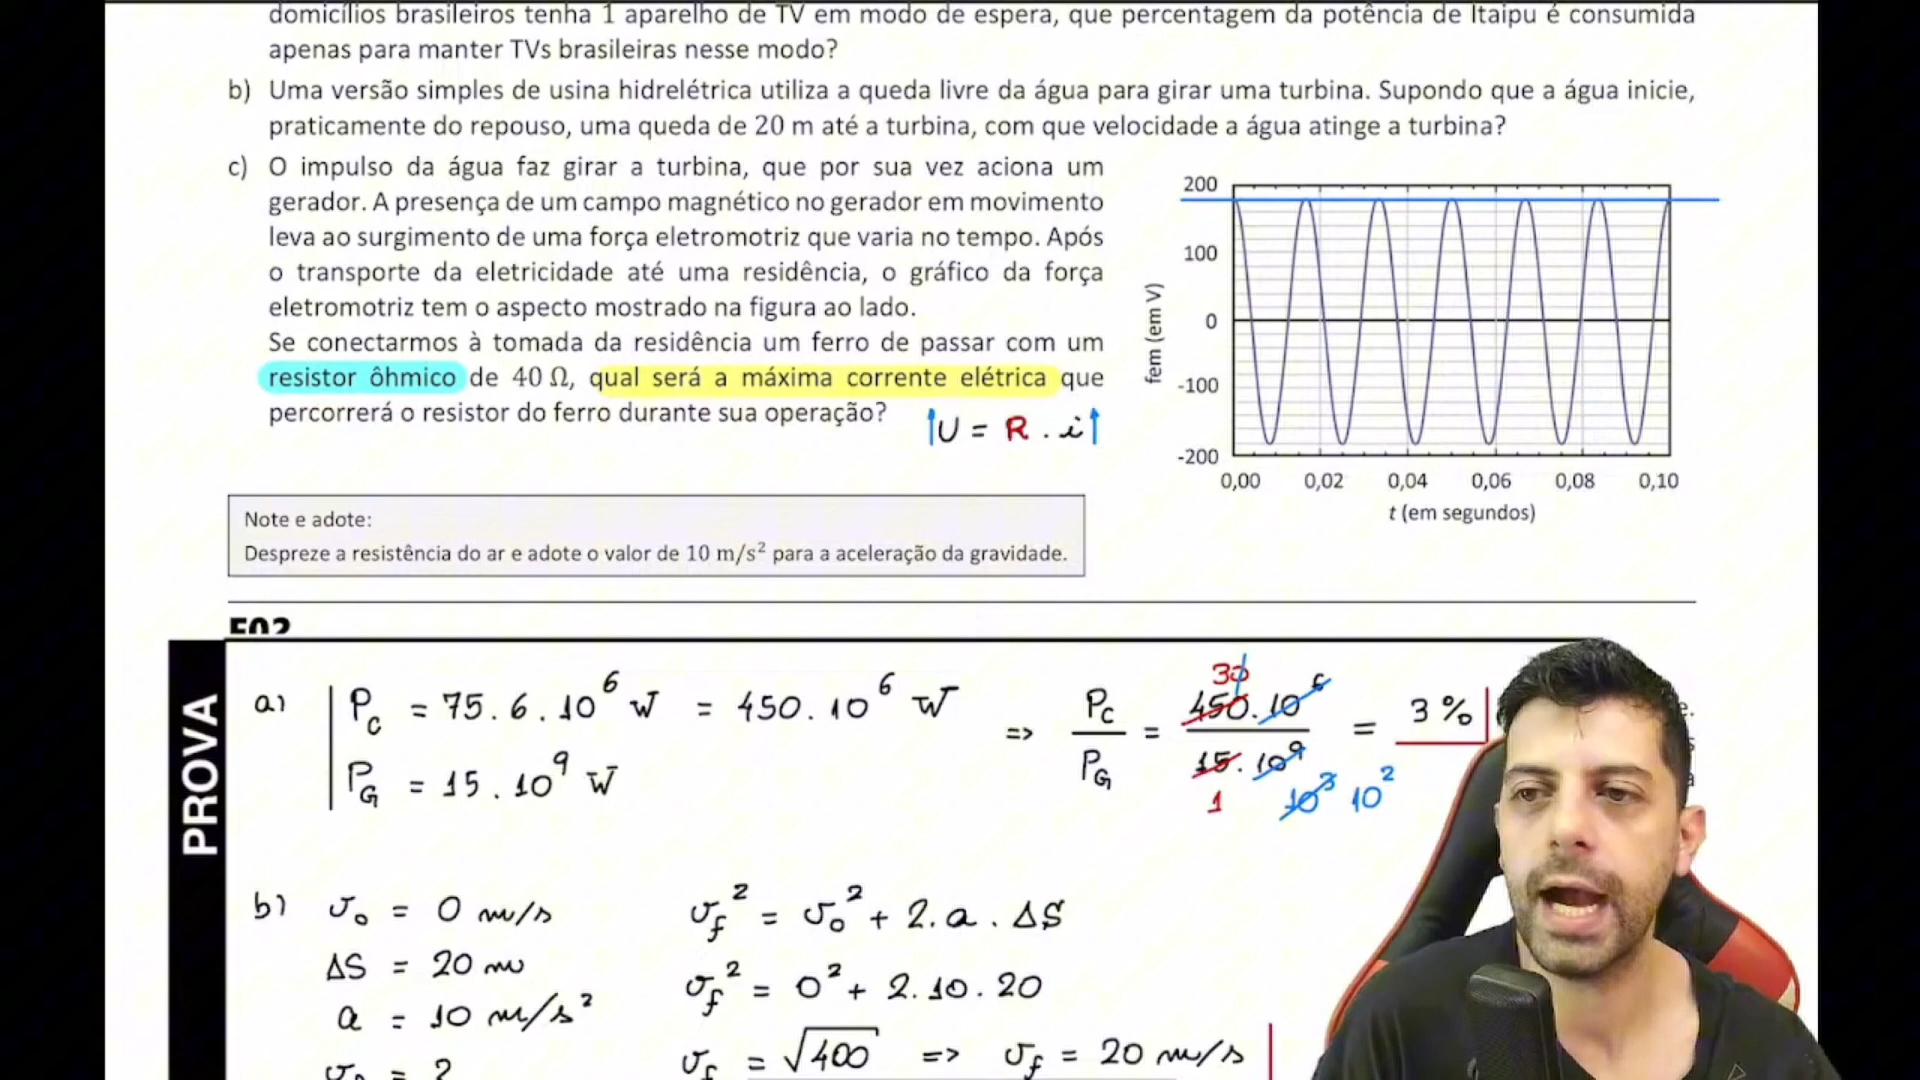 domicílios brasileiros tenha 1 aparelho de TV em modo de espera, que percentagem da potência de Itaipu é consumida
apenas para manter TVs brasileiras nesse modo?
b) Uma versão simples de usina hidrelétrica utiliza a queda livre da água para girar uma turbina. Supondo que a água inicie,
praticamente do repouso, uma queda de 20 m até a turbina, com que velocidade a água atinge a turbina?
c) O impulso da água faz girar a turbina, que por sua vez aciona um
gerador. A presença de um campo magnético no gerador em movimento
leva ao surgimento de uma força eletromotriz que varia no tempo. Após
o transporte da eletricidade até uma residência, o gráfico da força
eletromotriz tem o aspecto mostrado na figura ao lado.
Se conectarmos à tomada da residência um ferro de passar com um
resistor ôhmico de 40 Ω, qual será a máxima corrente elétrica que
percorrerá o resistor do ferro durante sua operação?
↑U = R . i↑
200
100
0
-100
-200
fem (em V)
0,00 0,02 0,04 0,06 0,08 0,10
t (em segundos)
Note e adote:
Despreze a resistência do ar e adote o valor de 10 m/s² para a aceleração da gravidade.
F02
PROVA
a) P_C = 75.6.10⁶ W = 450.10⁶ W
P_G = 15.10⁹ W
=> P_C / P_G = 450.10⁶ / 15.10⁹ = 3 %
30
1 10³ 10²
b) v₀ = 0 m/s
ΔS = 20 m
a = 10 m/s²
v_f = ?
v_f² = v₀² + 2.a.ΔS
v_f² = 0² + 2.10.20
v_f = √400 => v_f = 20 m/s